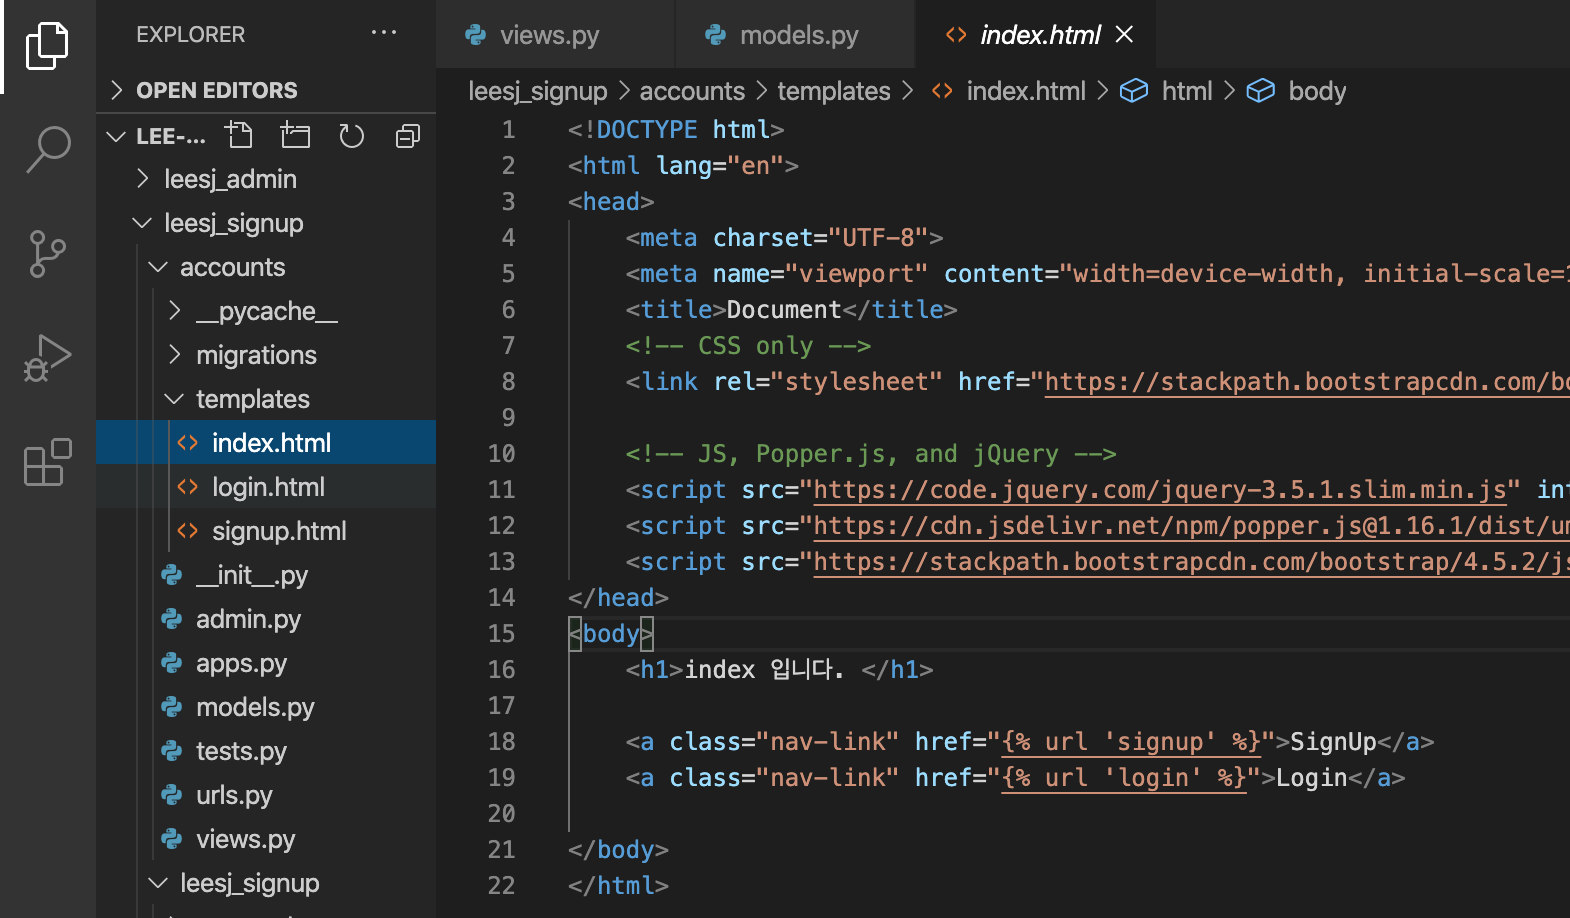 EXPLORER ...
OPEN EDITORS
LEE-...
leesj_admin
leesj_signup
accounts
__pycache__
migrations
templates
index.html
login.html
signup.html
__init__.py
admin.py
apps.py
models.py
tests.py
urls.py
views.py
leesj_signup
views.py models.py index.html
leesj_signup > accounts > templates > index.html > html > body
1 <!DOCTYPE html>
2 <html lang="en">
3 <head>
4 <meta charset="UTF-8">
5 <meta name="viewport" content="width=device-width, initial-scale=1
6 <title>Document</title>
7 <!-- CSS only -->
8 <link rel="stylesheet" href="https://stackpath.bootstrapcdn.com/bo
9
10 <!-- JS, Popper.js, and jQuery -->
11 <script src="https://code.jquery.com/jquery-3.5.1.slim.min.js" int
12 <script src="https://cdn.jsdelivr.net/npm/popper.js@1.16.1/dist/um
13 <script src="https://stackpath.bootstrapcdn.com/bootstrap/4.5.2/js
14 </head>
15 <body>
16 <h1>index 입니다. </h1>
17
18 <a class="nav-link" href="{% url 'signup' %}">SignUp</a>
19 <a class="nav-link" href="{% url 'login' %}">Login</a>
20
21 </body>
22 </html>